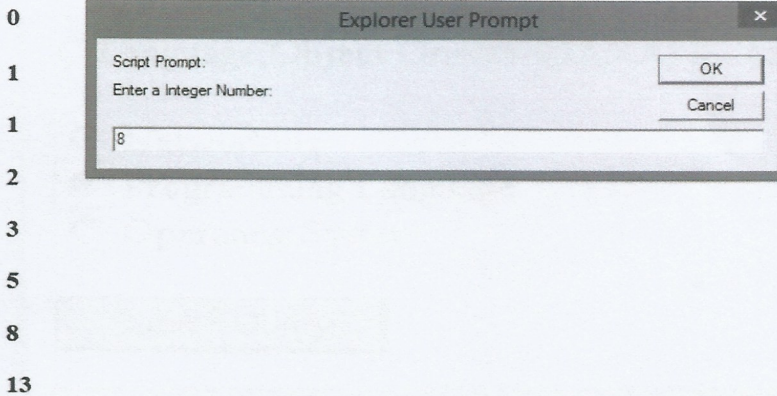 0
Explorer User Prompt
1
Script Prompt:
OK
Enter a Integer Number:
Cancel
1
8
2
3
5
8
13